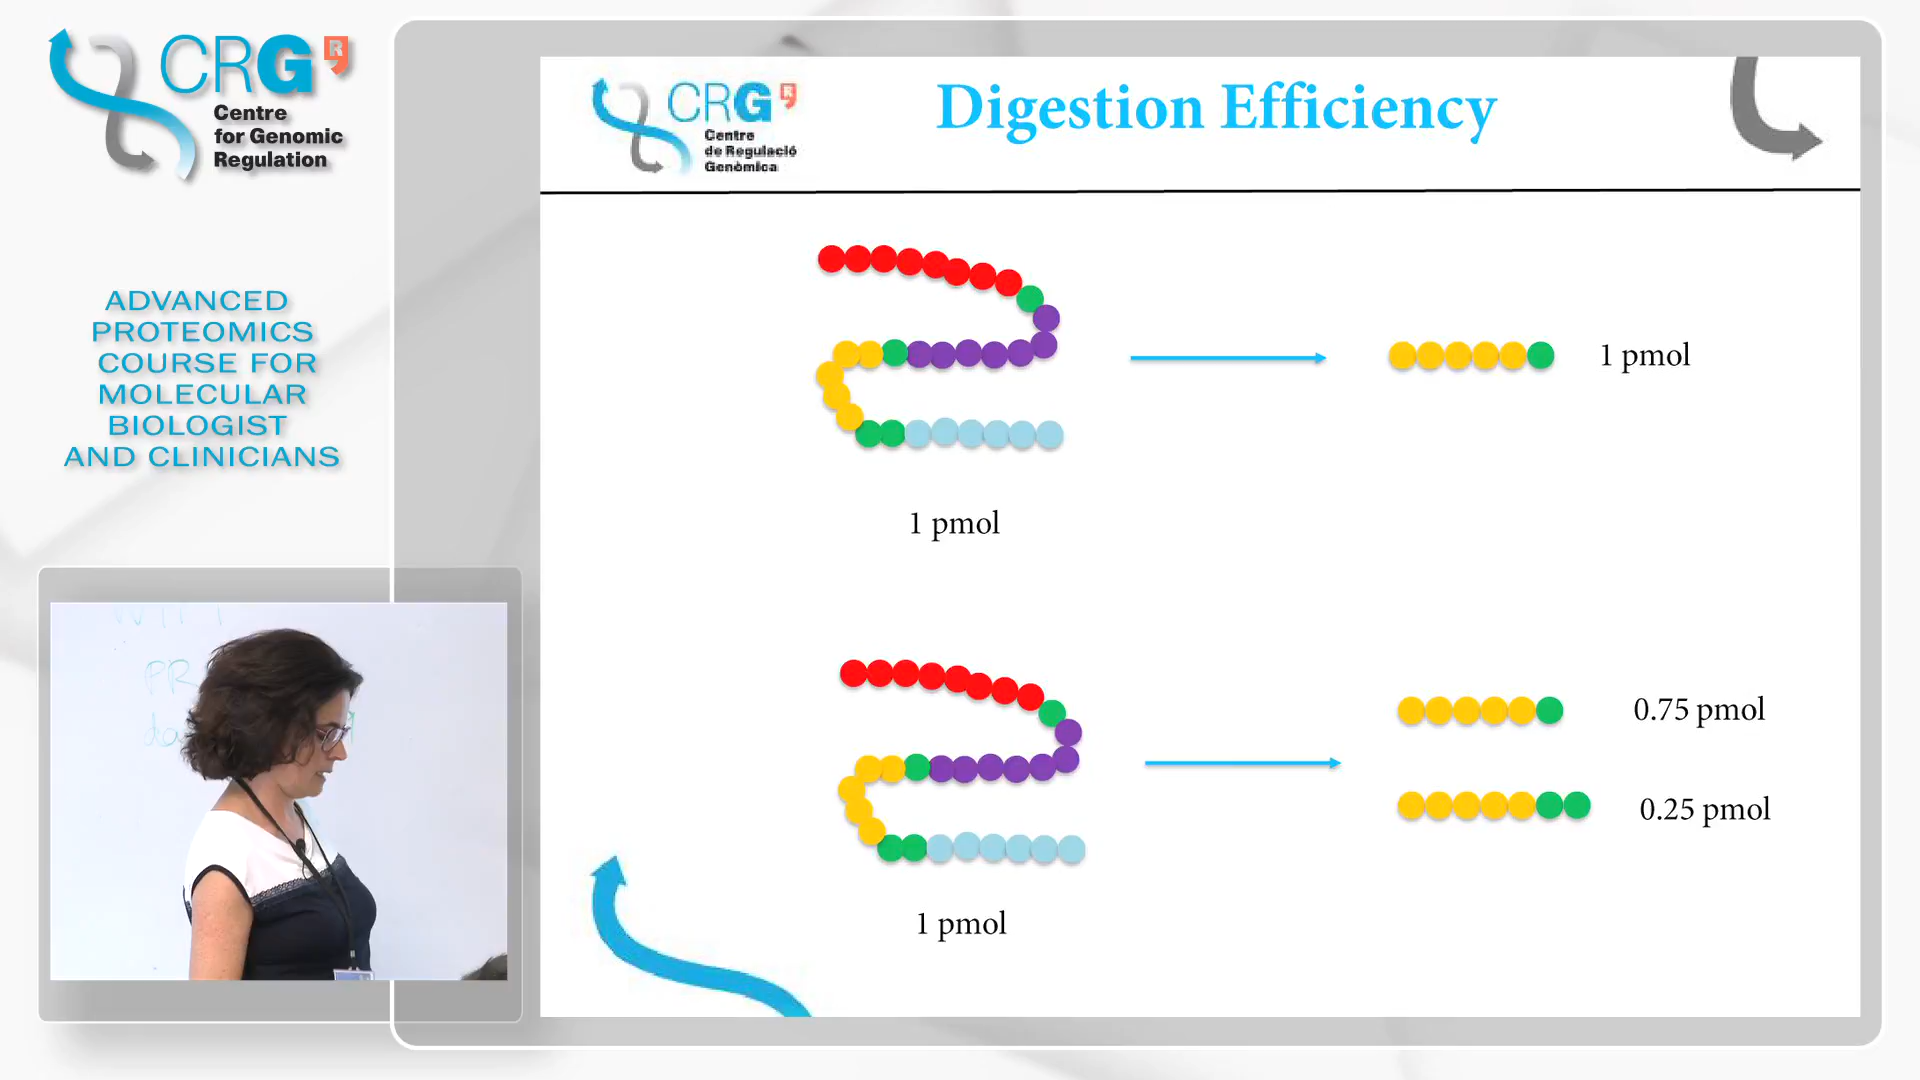 CRG
R
Centre
for Genomic
Regulation
ADVANCED
PROTEOMICS
COURSE FOR
MOLECULAR
BIOLOGIST
AND CLINICIANS
CRG
R
Centre
de Regulació
Genòmica
Digestion Efficiency
1 pmol
1 pmol
0.75 pmol
0.25 pmol
1 pmol
PR